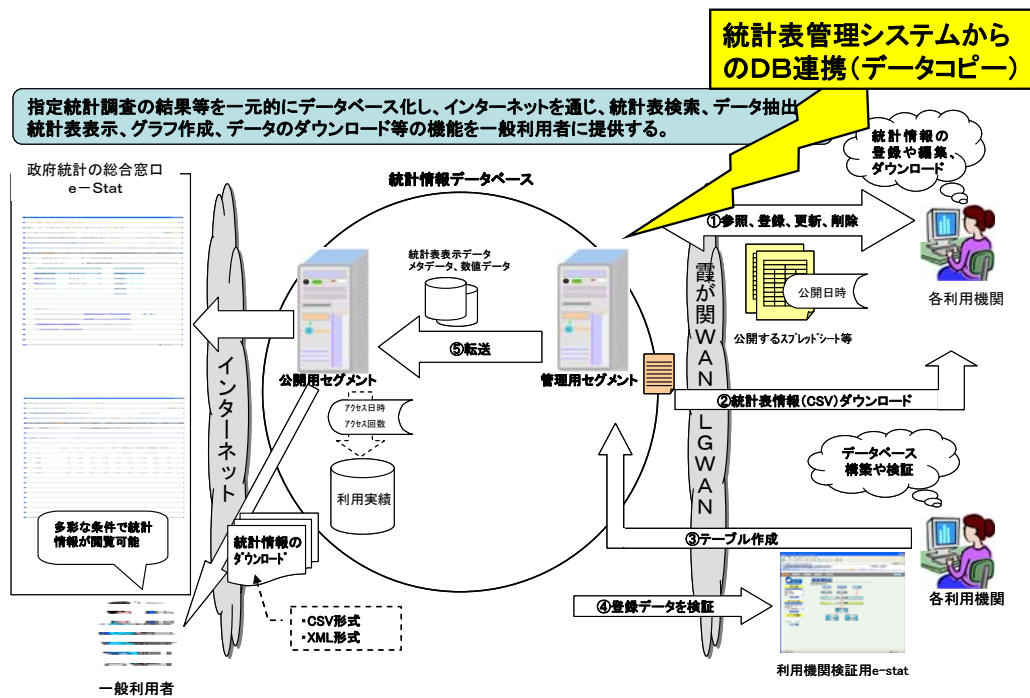 統計表管理システムから
のDB連携(データコピー)
指定統計調査の結果等を一元的にデータベース化し、インターネットを通じ、統計表検索、データ抽出
統計表表示、グラフ作成、データのダウンロード等の機能を一般利用者に提供する。
政府統計の総合窓口
e-Stat
統計情報データベース
統計情報の
登録や編集、
ダウンロード
①参照、登録、更新、削除
統計表表示データ
メタデータ、数値データ
公開日時
各利用機関
公開するスプレッドシート等
⑤転送
公開用セグメント
管理用セグメント
霞が関WAN
LGWAN
インターネット
②統計表情報(CSV)ダウンロード
アクセス日時
アクセス回数
データベース
構築や検証
利用実績
多彩な条件で統計
情報が閲覧可能
統計情報の
ダウンロード
③テーブル作成
④登録データを検証
各利用機関
・CSV形式
・XML形式
利用機関検証用e-stat
一般利用者